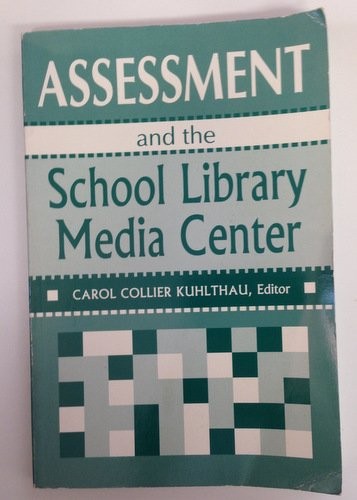 ASSESSMENT
and the
School Library
Media Center
CAROL COLLIER KUHLTHAU, Editor